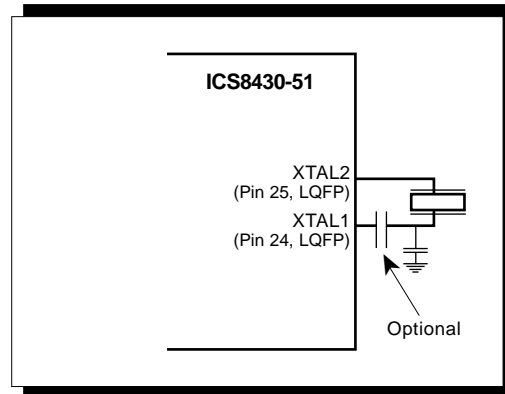 ICS8430-51
XTAL2
(Pin 25, LQFP)
XTAL1
(Pin 24, LQFP)
Optional